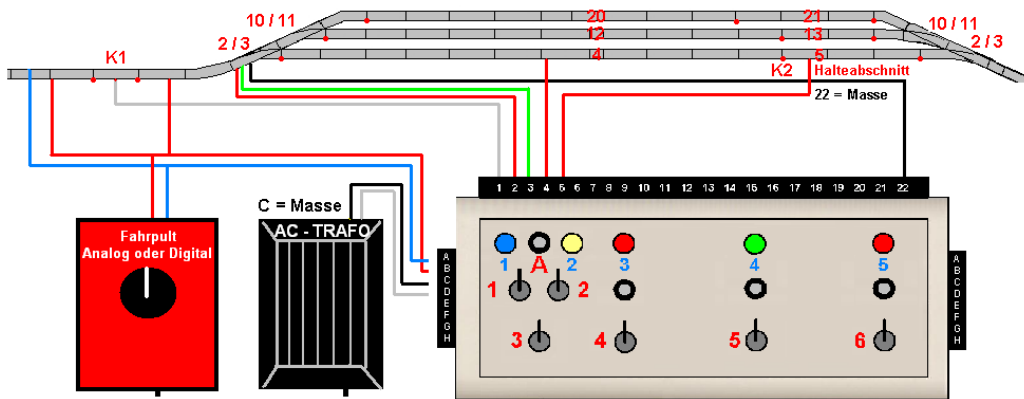 20 21
10 / 11 10 / 11
12 13
2 / 3 2 / 3
K1 4 5
K2 Halteabschnitt
22 = Masse
1 2 3 4 5 6 7 8 9 10 11 12 13 14 15 16 17 18 19 20 21 22
C = Masse
AC - TRAFO
Fahrpult
Analog oder Digital
A
B
C
D
E
F
G
H
1 A 2 3 4 5
1 2
3 4 5 6
A
B
C
D
E
F
G
H